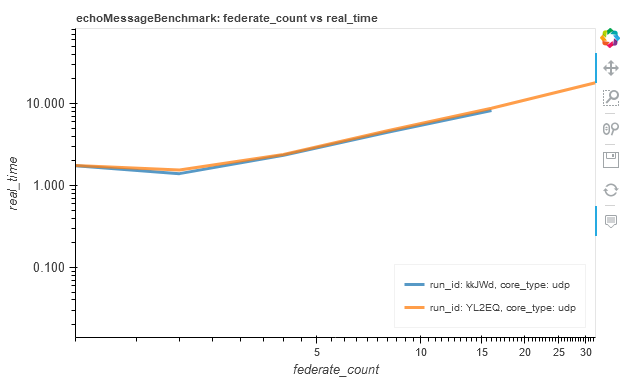 echoMessageBenchmark: federate_count vs real_time
10.000
1.000
0.100
real_time
run_id: kkJWd, core_type: udp
run_id: YL2EQ, core_type: udp
5
10
15
20
25
30
federate_count